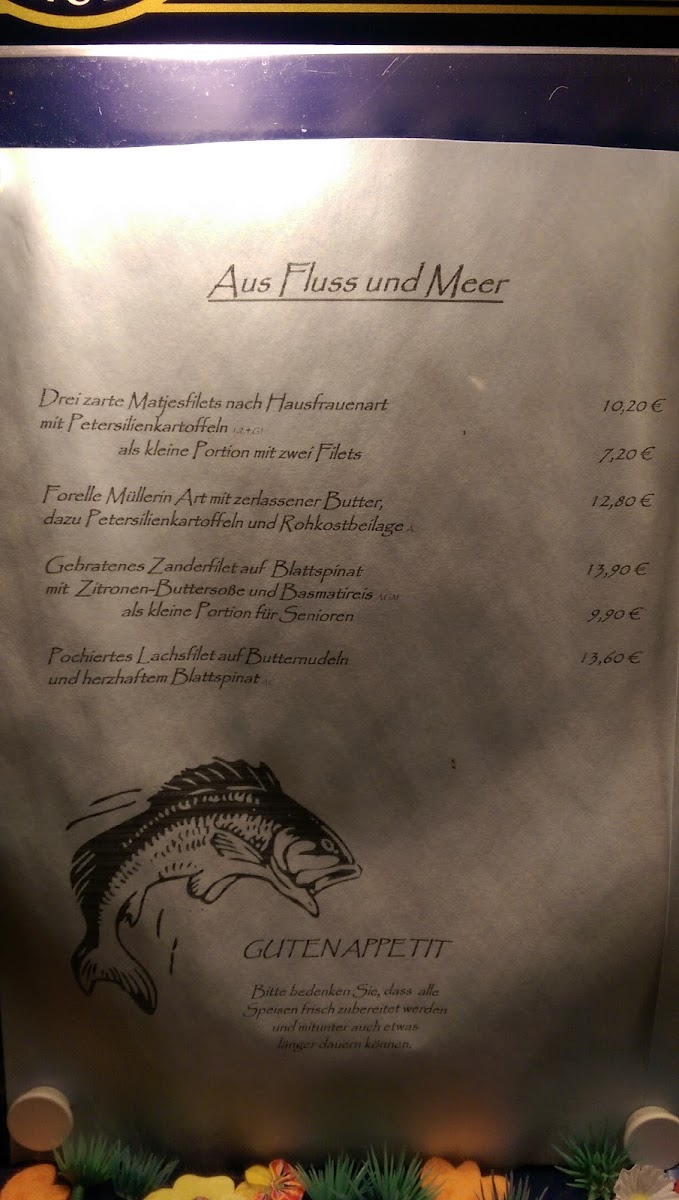 Aus Fluss und Meer
Drei zarte Matjesfilets nach Hausfrauenart 10,20 €
mit Petersilienkartoffeln
als kleine Portion mit zwei Filets 7,20 €
Forelle Müllerin Art mit zerlassener Butter, 12,80 €
dazu Petersilienkartoffeln und Rohkostbeilage A
Gebratenes Zanderfilet auf Blattspinat 13,90 €
mit Zitronen-Buttersoße und Basmatireis
als kleine Portion für Senioren 9,90 €
Pochiertes Lachsfilet auf Butternudeln 13,60 €
und herzhaftem Blattspinat
GUTEN APPETIT
Bitte bedenken Sie, dass alle
Speisen frisch zubereitet werden
und mitunter auch etwas
länger dauern können.